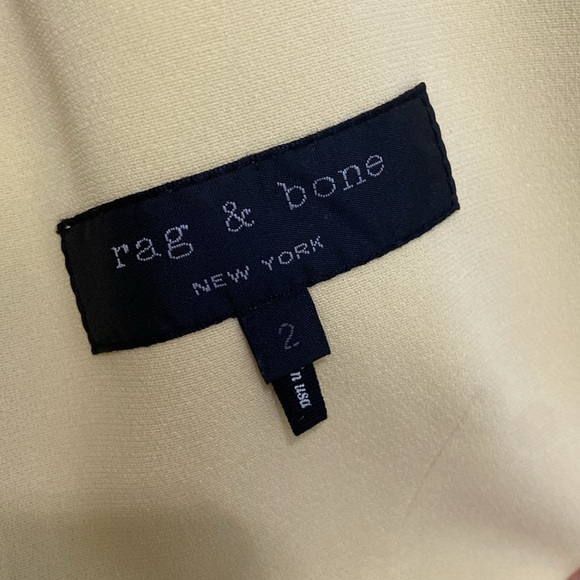 rag & bone
NEW YORK
2
n usa